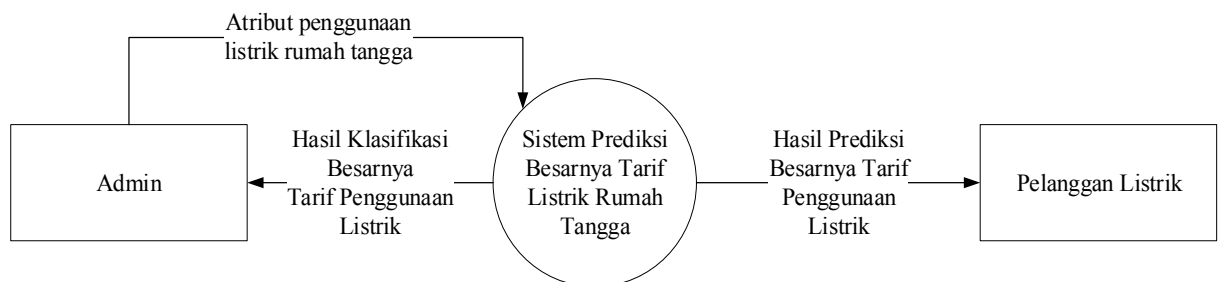 Atribut penggunaan
listrik rumah tangga
Admin
Hasil Klasifikasi
Besarnya
Tarif Penggunaan
Listrik
Sistem Prediksi
Besarnya Tarif
Listrik Rumah
Tangga
Hasil Prediksi
Besarnya Tarif
Penggunaan
Listrik
Pelanggan Listrik